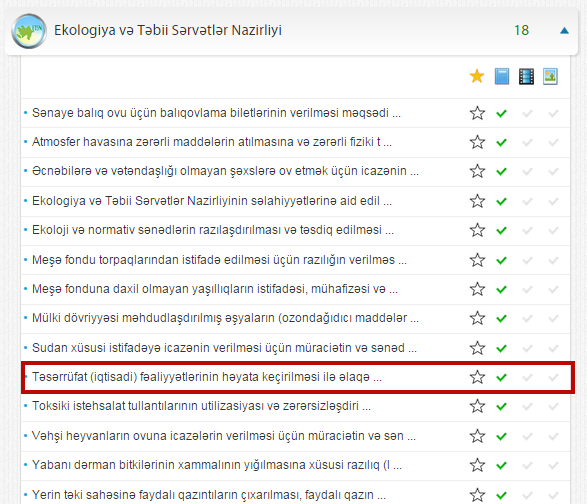 Ekologiya və Təbii Sərvətlər Nazirliyi 18
Sənaye balıq ovu üçün balıqovlama biletlərinin verilməsi məqsədi ...
Atmosfer havasına zərərli maddələrin atılmasına və zərərli fiziki t ...
Əcnəbilərə və vətəndaşlığı olmayan şəxslərə ov etmək üçün icazənin ...
Ekologiya və Təbii Sərvətlər Nazirliyinin səlahiyyətlərinə aid edil ...
Ekoloji və normativ sənədlərin razılaşdırılması və təsdiq edilməsi ...
Meşə fondu torpaqlarından istifadə edilməsi üçün razılığın verilməs ...
Meşə fonduna daxil olmayan yaşıllıqların istifadəsi, mühafizəsi və ...
Mülki dövriyyəsi məhdudlaşdırılmış əşyaların (ozondağıdıcı maddələr ...
Sudan xüsusi istifadəyə icazənin verilməsi üçün müraciətin və sənəd ...
Təsərrüfat (iqtisadi) fəaliyyətlərinin həyata keçirilməsi ilə əlaqə ...
Toksiki istehsalat tullantılarının utilizasiyası və zərərsizləşdiri ...
Vəhşi heyvanların ovuna icazələrin verilməsi üçün müraciətin və sən ...
Yabanı dərman bitkilərinin xammalının yığılmasına xüsusi razılıq (l ...
Yerin təki sahəsinə faydalı qazıntıların çıxarılması, faydalı qazın ...